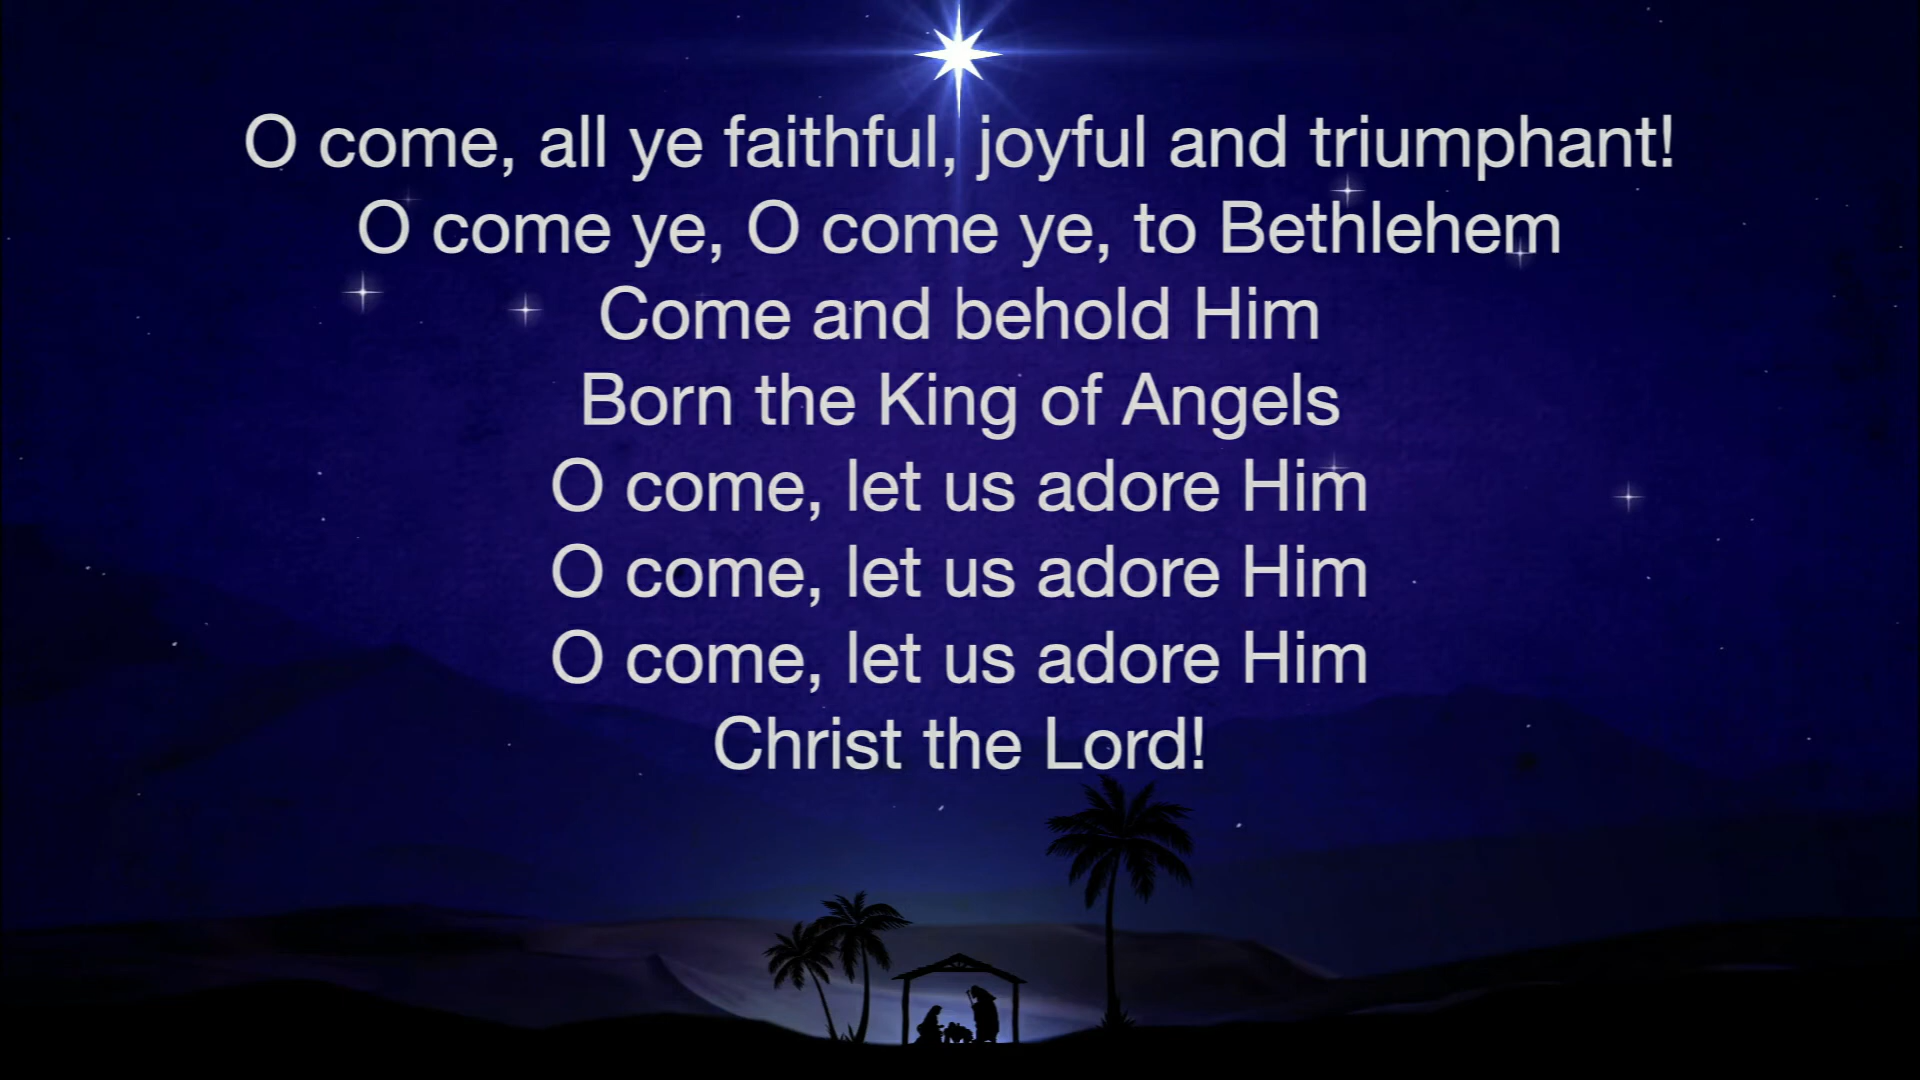 O come, all ye faithful, joyful and triumphant!
O come ye, O come ye, to Bethlehem
Come and behold Him
Born the King of Angels
O come, let us adore Him
O come, let us adore Him
O come, let us adore Him
Christ the Lord!